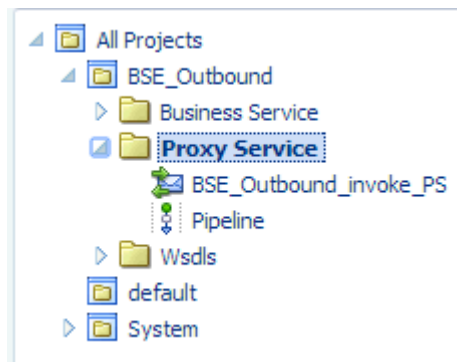 All Projects
BSE_Outbound
Business Service
Proxy Service
BSE_Outbound_invoke_PS
Pipeline
Wsdls
default
System